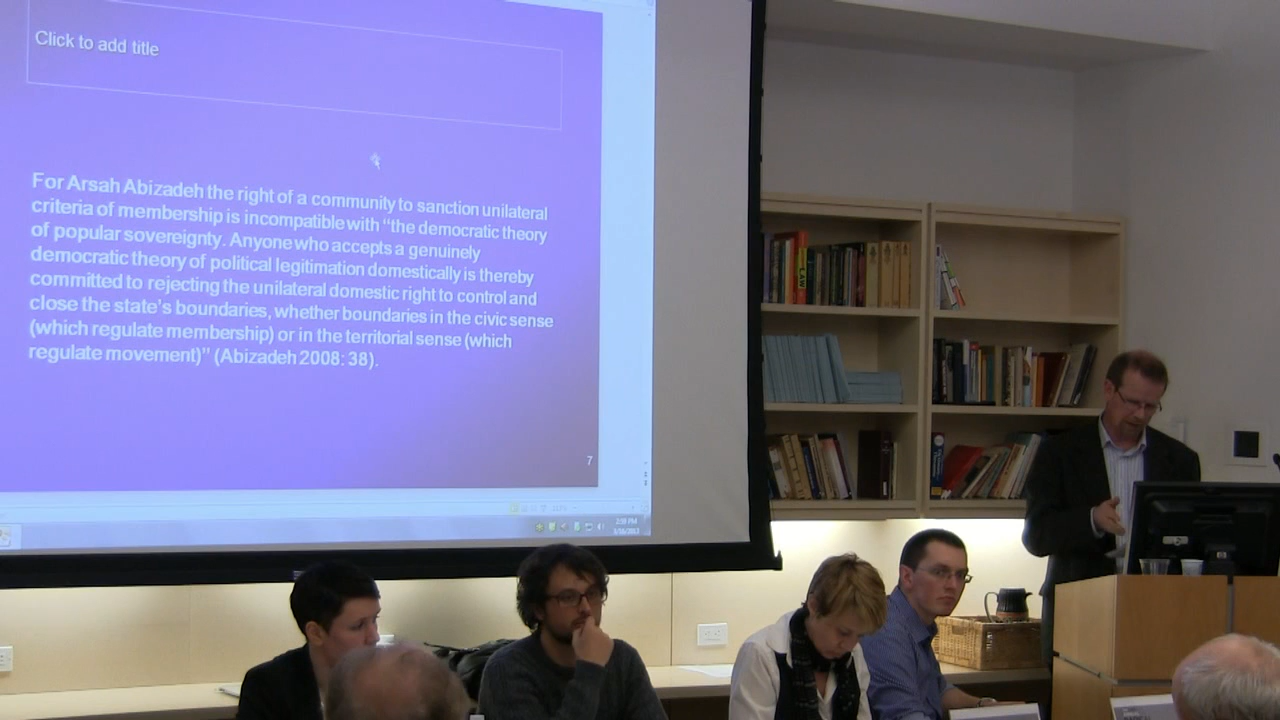 Click to add title
For Arsah Abizadeh the right of a community to sanction unilateral
criteria of membership is incompatible with “the democratic theory
of popular sovereignty. Anyone who accepts a genuinely
democratic theory of political legitimation domestically is thereby
committed to rejecting the unilateral domestic right to control and
close the state’s boundaries, whether boundaries in the civic sense
(which regulate membership) or in the territorial sense (which
regulate movement)” (Abizadeh 2008: 38).
7
LAW